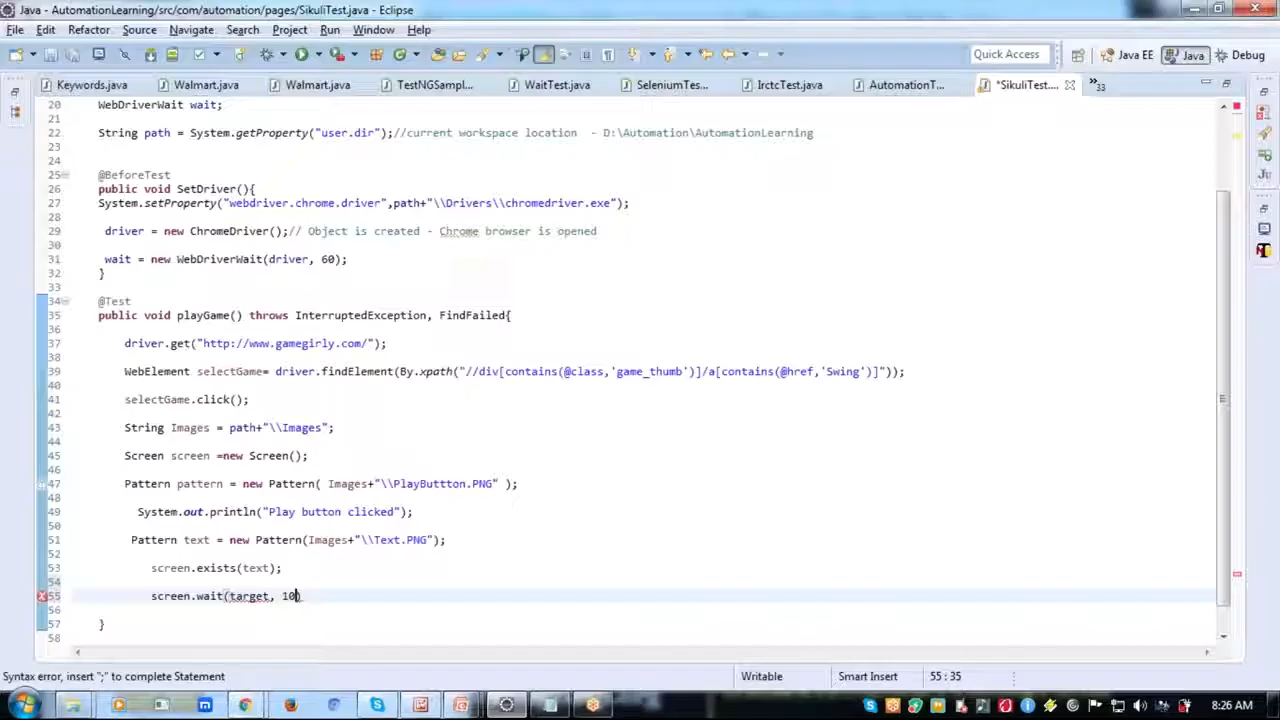 Java - AutomationLearning/src/com/automation/pages/SikuliTest.java - Eclipse
File Edit Refactor Source Navigate Search Project Run Window Help
Quick Access Java EE Java Debug
Keywords.java Walmart.java Walmart.java TestNGSampl... WaitTest.java SeleniumTes... IrctcTest.java AutomationT... *SikuliTest.... 33
20 WebDriverWait wait;
21
22 String path = System.getProperty("user.dir");//current workspace location - D:\Automation\AutomationLearning
23
24
25 @BeforeTest
26 public void SetDriver(){
27 System.setProperty("webdriver.chrome.driver",path+"\\Drivers\\chromedriver.exe");
28
29 driver = new ChromeDriver();// Object is created - Chrome browser is opened
30
31 wait = new WebDriverWait(driver, 60);
32 }
33
34 @Test
35 public void playGame() throws InterruptedException, FindFailed{
36
37 driver.get("http://www.gamegirly.com/");
38
39 WebElement selectGame= driver.findElement(By.xpath("//div[contains(@class,'game_thumb')]/a[contains(@href,'Swing')]"));
40
41 selectGame.click();
42
43 String Images = path+"\\Images";
44
45 Screen screen =new Screen();
46
47 Pattern pattern = new Pattern( Images+"\\PlayButtton.PNG" );
48
49 System.out.println("Play button clicked");
50
51 Pattern text = new Pattern(Images+"\\Text.PNG");
52
53 screen.exists(text);
54
55 screen.wait(target, 10)
56
57 }
58
Syntax error, insert ";" to complete Statement Writable Smart Insert 55 : 35
8:26 AM